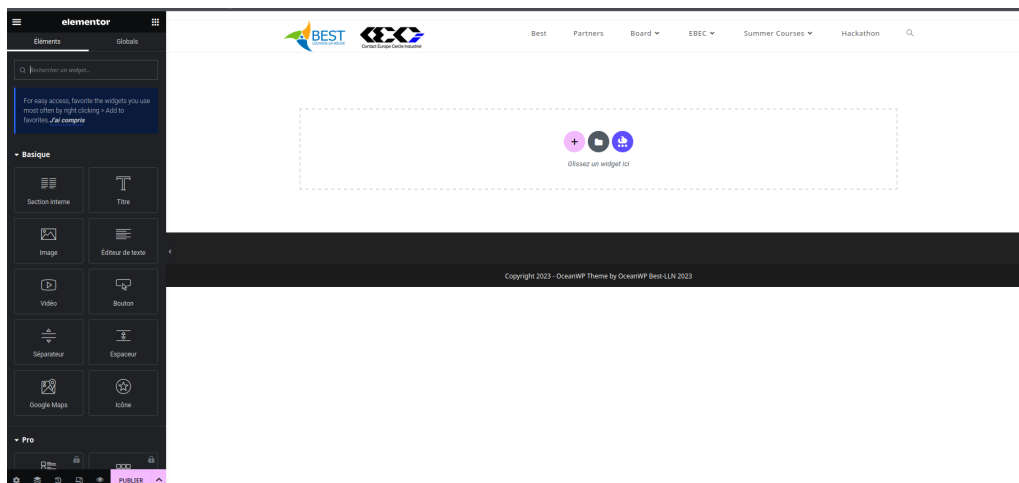 elementor
Éléments
Globals
Rechercher un widget...
For easy access, favorite the widgets you use
most often by right clicking > Add to
favorites. J'ai compris
Basique
Section interne
Titre
Image
Éditeur de texte
Vidéo
Bouton
Séparateur
Espaceur
Google Maps
Icône
Pro
PUBLIER
BEST
LOUVAIN-LA-NEUVE
Contact Europe Cercle Industriel
Best
Partners
Board
EBEC
Summer Courses
Hackathon
Glissez un widget ici
Copyright 2023 - OceanWP Theme by OceanWP Best-LLN 2023